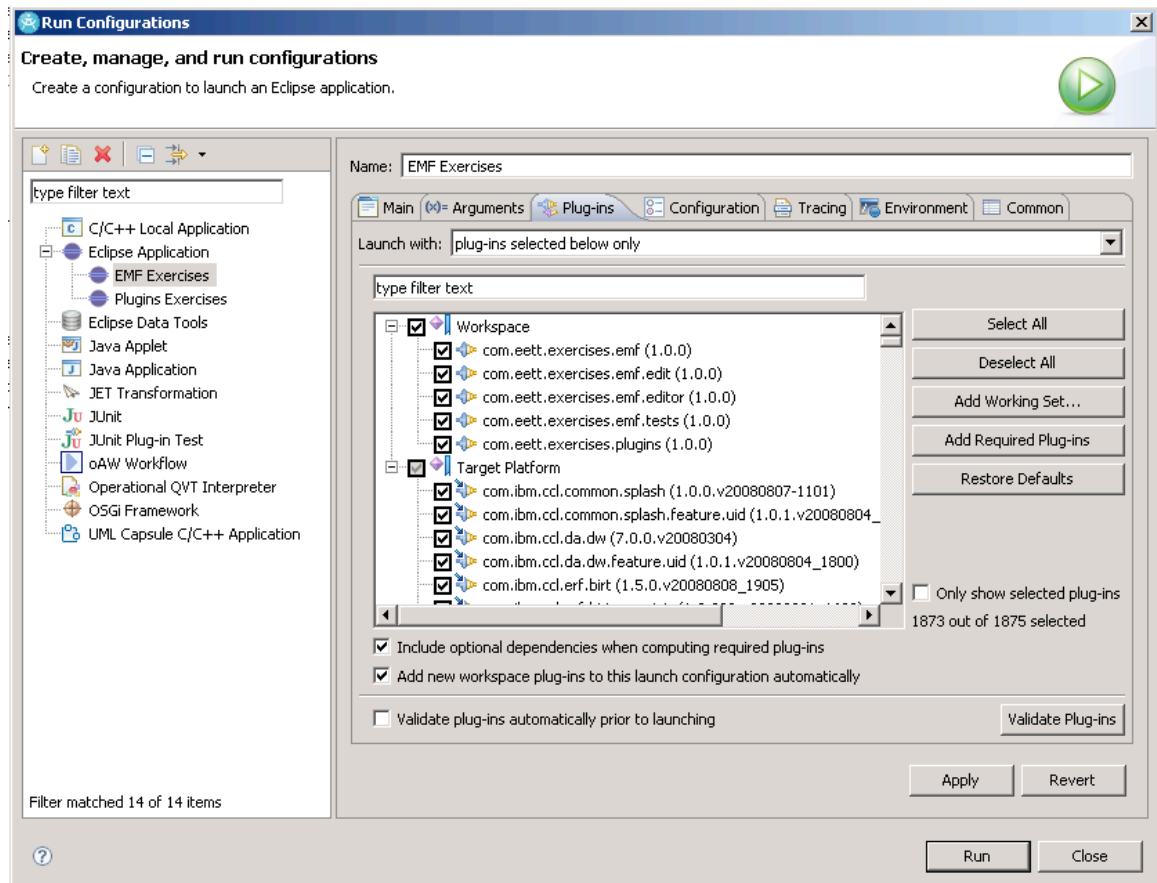 Run Configurations
Create, manage, and run configurations
Create a configuration to launch an Eclipse application.
type filter text
C/C++ Local Application
Eclipse Application
EMF Exercises
Plugins Exercises
Eclipse Data Tools
Java Applet
Java Application
JET Transformation
JUnit
JUnit Plug-in Test
oAW Workflow
Operational QVT Interpreter
OSGi Framework
UML Capsule C/C++ Application
Filter matched 14 of 14 items
Name: EMF Exercises
Main (x)= Arguments Plug-ins Configuration Tracing Environment Common
Launch with: plug-ins selected below only
type filter text
Workspace
com.eett.exercises.emf (1.0.0)
com.eett.exercises.emf.edit (1.0.0)
com.eett.exercises.emf.editor (1.0.0)
com.eett.exercises.emf.tests (1.0.0)
com.eett.exercises.plugins (1.0.0)
Target Platform
com.ibm.ccl.common.splash (1.0.0.v20080807-1101)
com.ibm.ccl.common.splash.feature.uid (1.0.1.v20080804_
com.ibm.ccl.da.dw (7.0.0.v20080304)
com.ibm.ccl.da.dw.feature.uid (1.0.1.v20080804_1800)
com.ibm.ccl.erf.birt (1.5.0.v20080808_1905)
Select All
Deselect All
Add Working Set...
Add Required Plug-ins
Restore Defaults
Only show selected plug-ins
1873 out of 1875 selected
Include optional dependencies when computing required plug-ins
Add new workspace plug-ins to this launch configuration automatically
Validate plug-ins automatically prior to launching
Validate Plug-ins
Apply Revert
Run Close